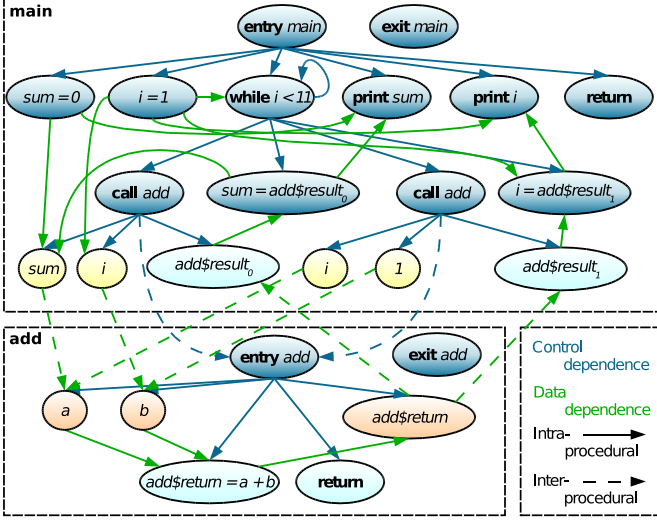 main
entry main
exit main
sum = 0
i = 1
while i < 11
print sum
print i
return
call add
sum = add$result0
call add
i = add$result1
sum
i
add$result0
i
1
add$result1
add
entry add
exit add
a
b
add$return
add$return = a + b
return
Control
dependence
Data
dependence
Intra-
procedural
Inter-
procedural